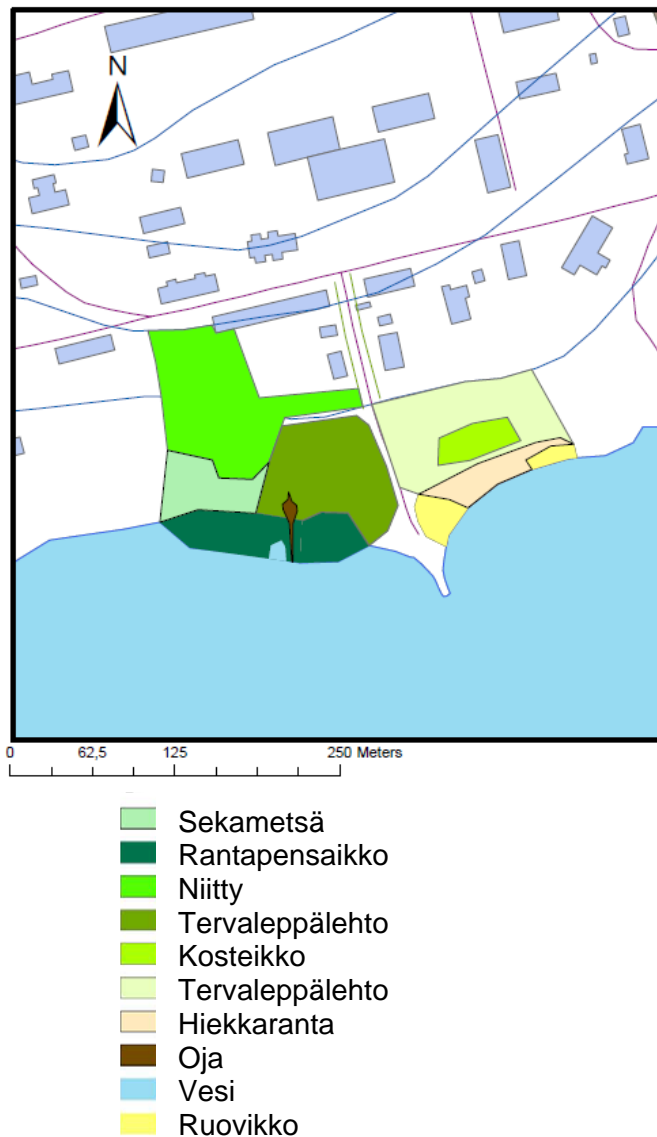 N
0 62,5 125 250 Meters
Sekametsä
Rantapensaikko
Niitty
Tervaleppälehto
Kosteikko
Tervaleppälehto
Hiekkaranta
Oja
Vesi
Ruovikko